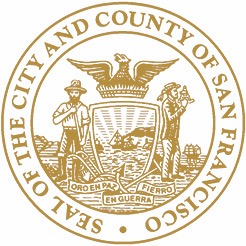 SEAL OF THE CITY AND COUNTY OF SAN FRANCISCO
ORO EN PAZ
FIERRO
EN GUERRA